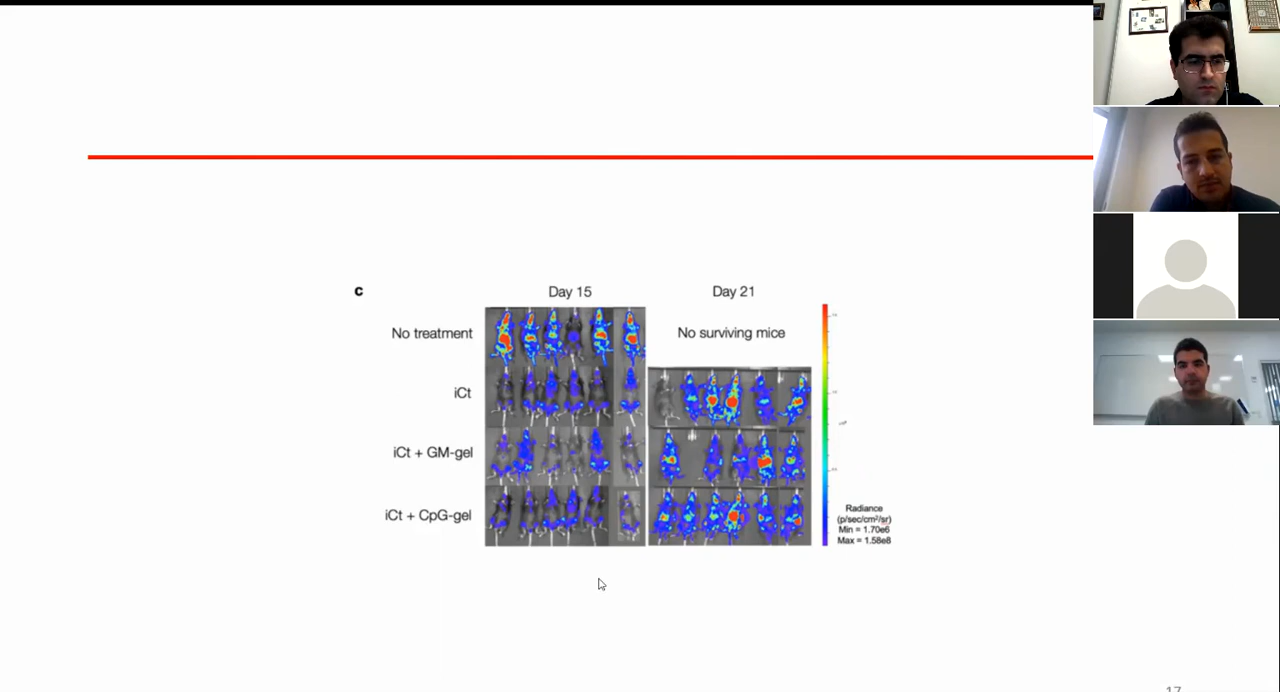 c
Day 15
Day 21
No treatment
No surviving mice
iCt
iCt + GM-gel
iCt + CpG-gel
Radiance
(p/sec/cm²/sr)
Min = 1.70e6
Max = 1.58e8
17